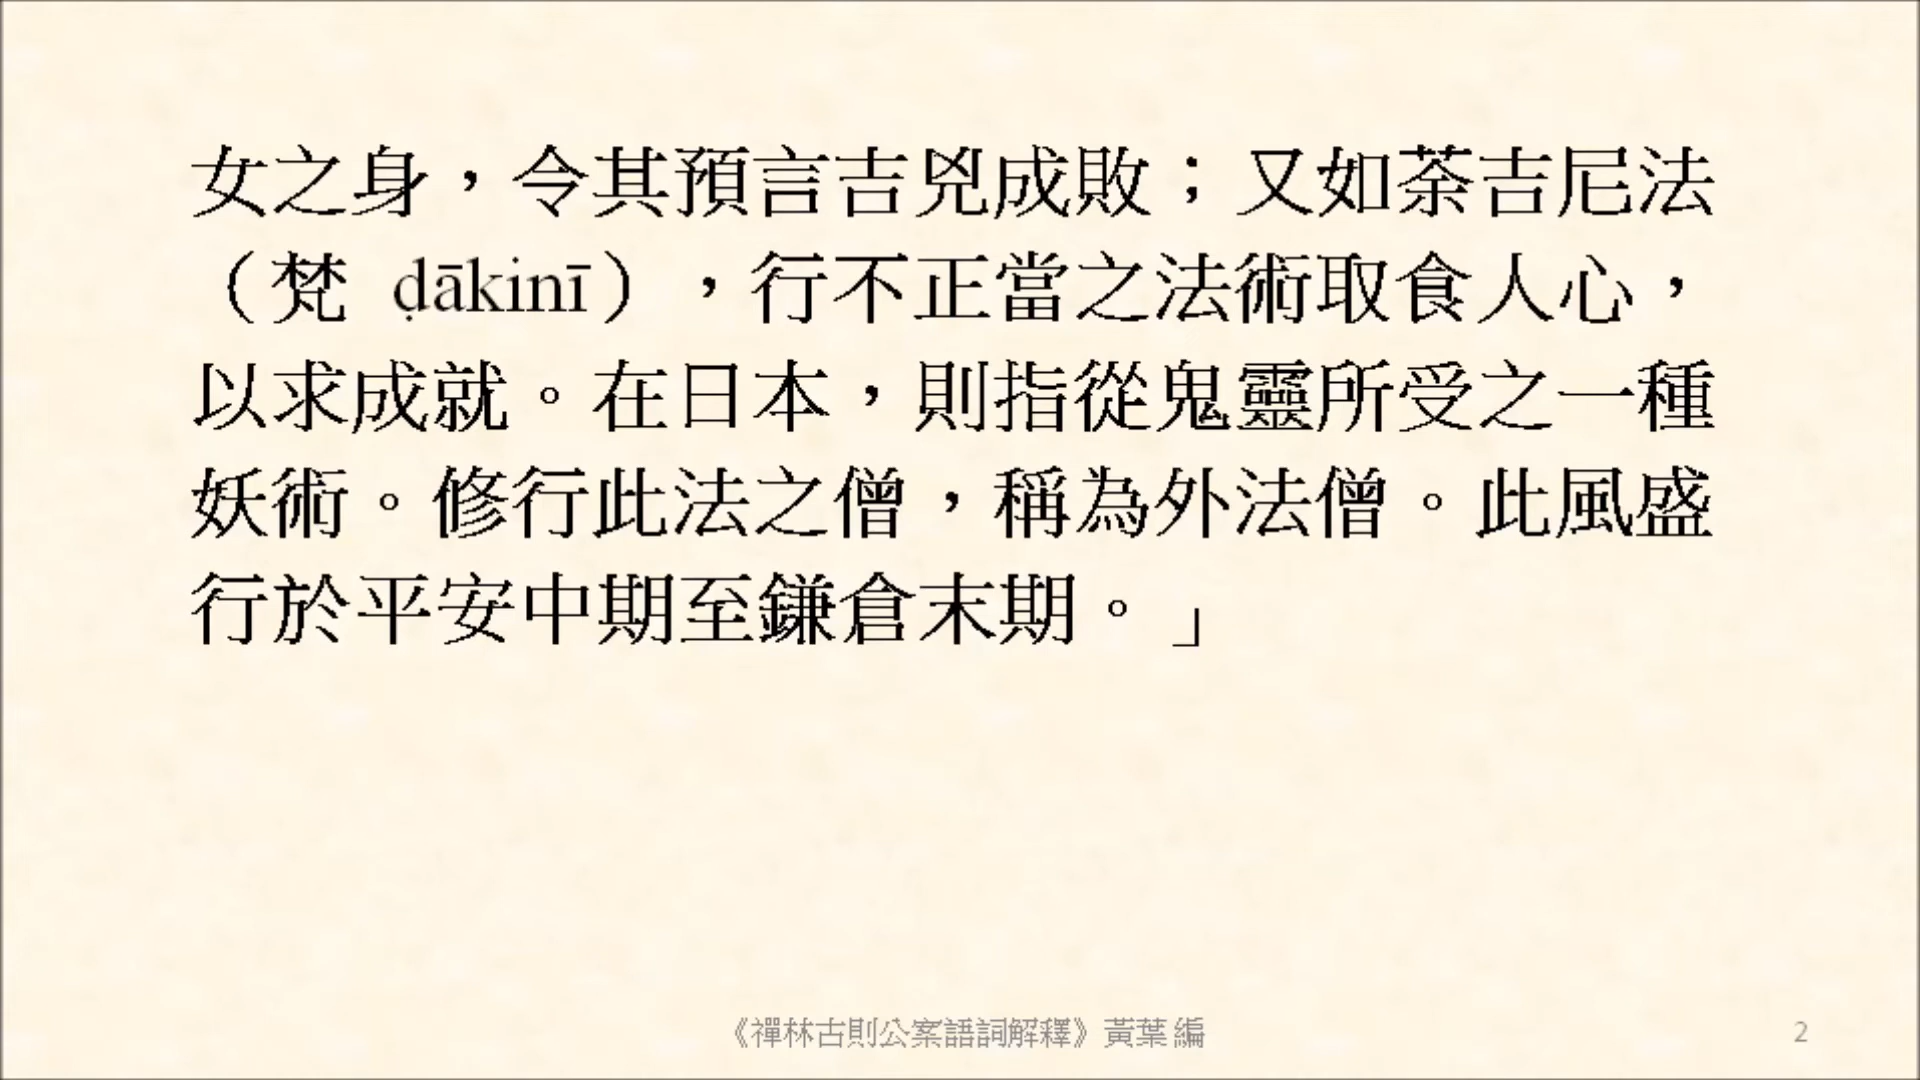 女之身，令其預言吉兇成敗；又如荼吉尼法
（梵 ḍākinī），行不正當之法術取食人心，
以求成就。在日本，則指從鬼靈所受之一種
妖術。修行此法之僧，稱為外法僧。此風盛
行於平安中期至鎌倉末期。」
《禪林古則公案語詞解釋》黃葉 編
2